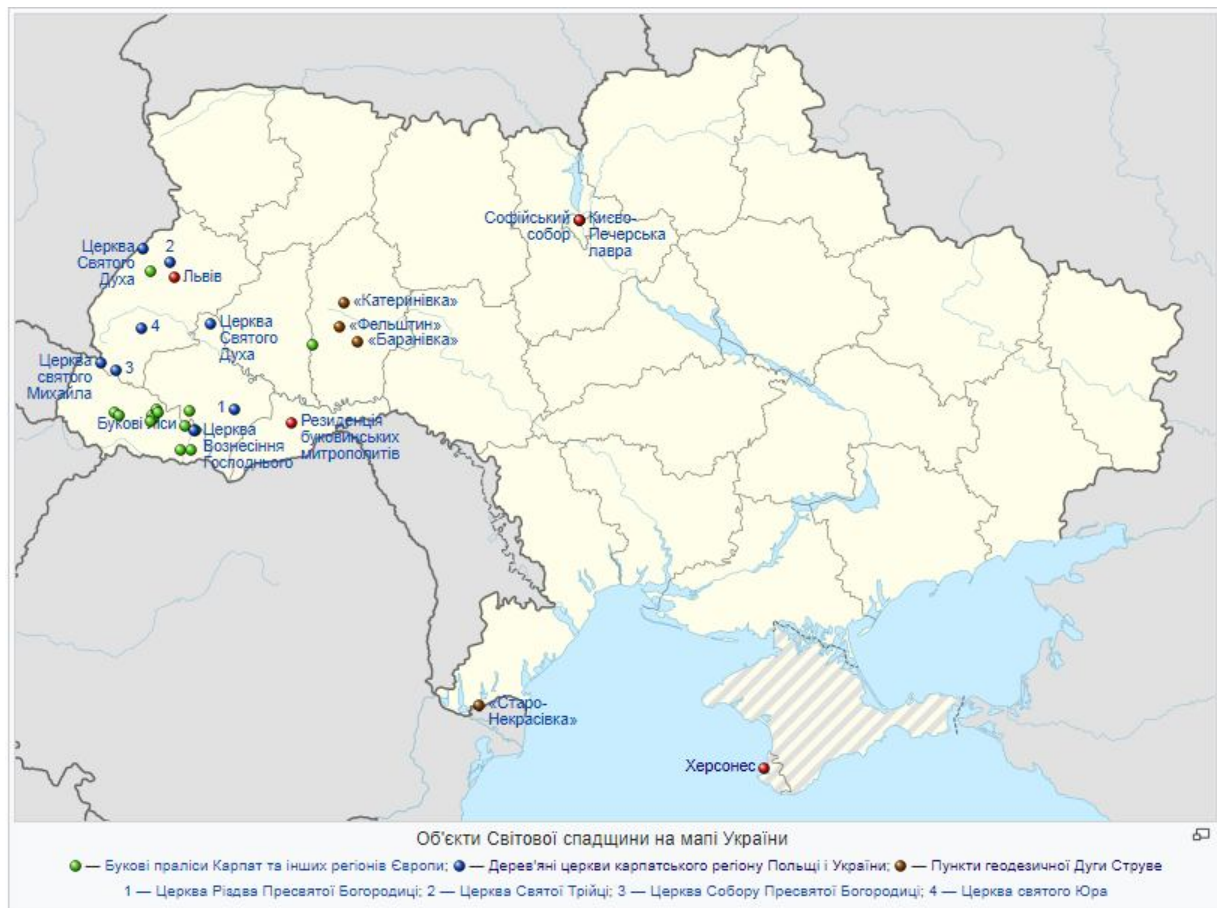 Софійський
собор
Києво-
Печерська
лавра
Церква
Святого
Духа
2
Львів
«Катеринівка»
4
Церква
Святого
Духа
«Фельштин»
«Баранівка»
Церква
святого
Михайла
3
1
Букові ліси
Резиденція
буковинських
митрополитів
Церква
Вознесіння
Господнього
«Старо-
Некрасівка»
Херсонес
Об'єкти Світової спадщини на мапі України
— Букові праліси Карпат та інших регіонів Європи; — Дерев'яні церкви карпатського регіону Польщі і України; — Пункти геодезичної Дуги Струве
1 — Церква Різдва Пресвятої Богородиці; 2 — Церква Святої Трійці; 3 — Церква Собору Пресвятої Богородиці; 4 — Церква святого Юра